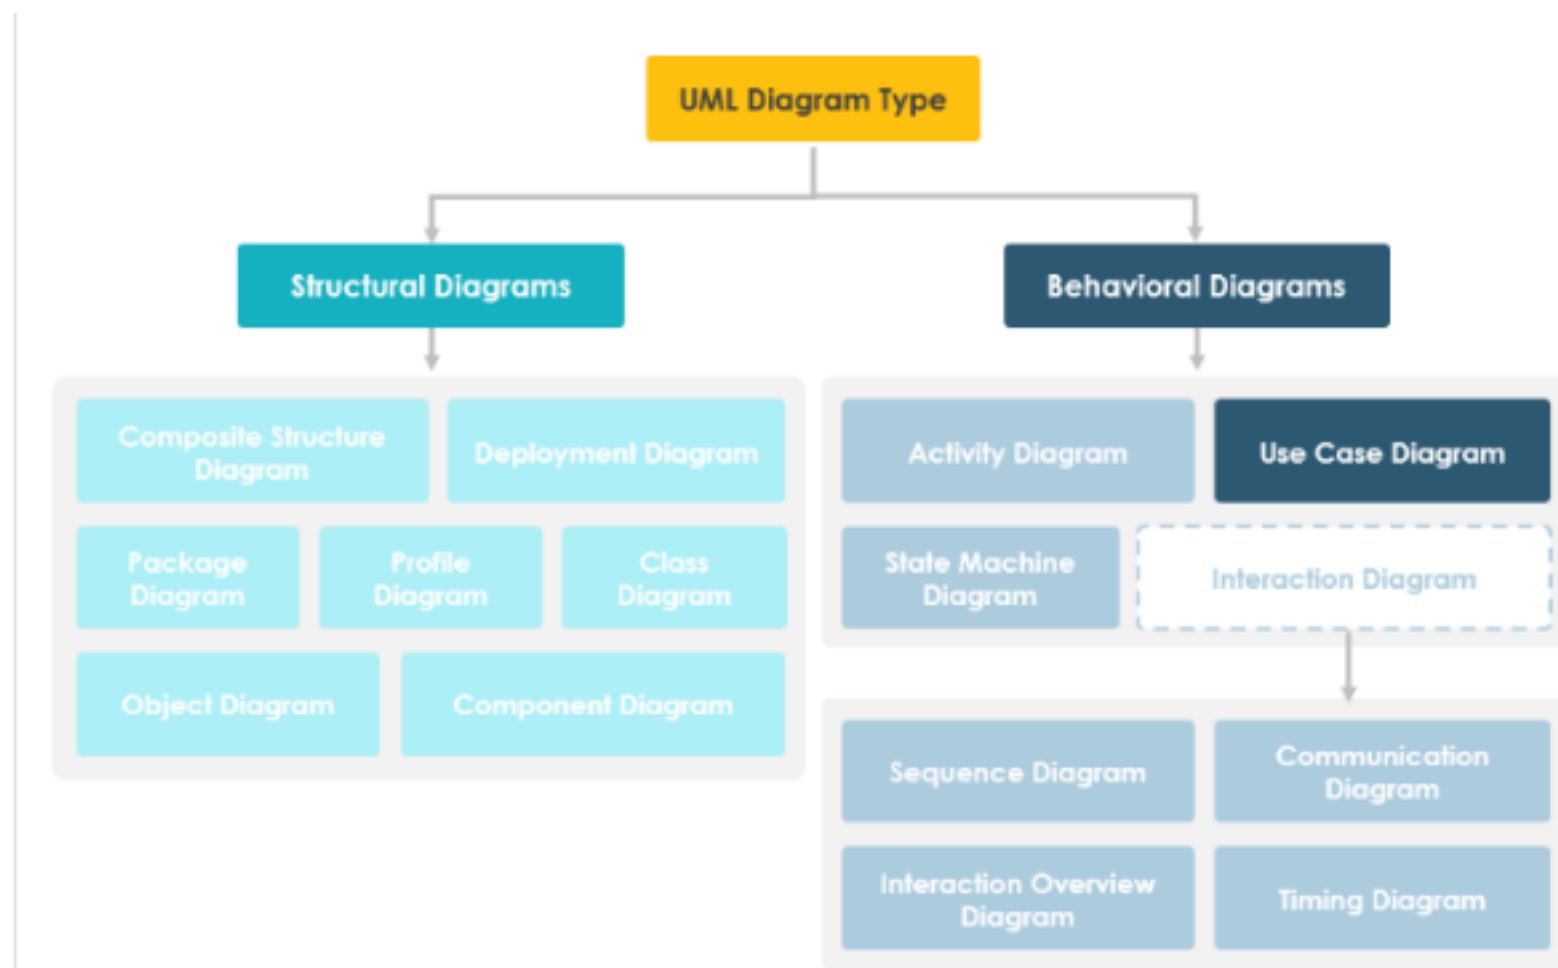 UML Diagram Type
Structural Diagrams
Behavioral Diagrams
Composite Structure
Diagram
Deployment Diagram
Package
Diagram
Profile
Diagram
Class
Diagram
Object Diagram
Component Diagram
Activity Diagram
Use Case Diagram
State Machine
Diagram
Interaction Diagram
Sequence Diagram
Communication
Diagram
Interaction Overview
Diagram
Timing Diagram